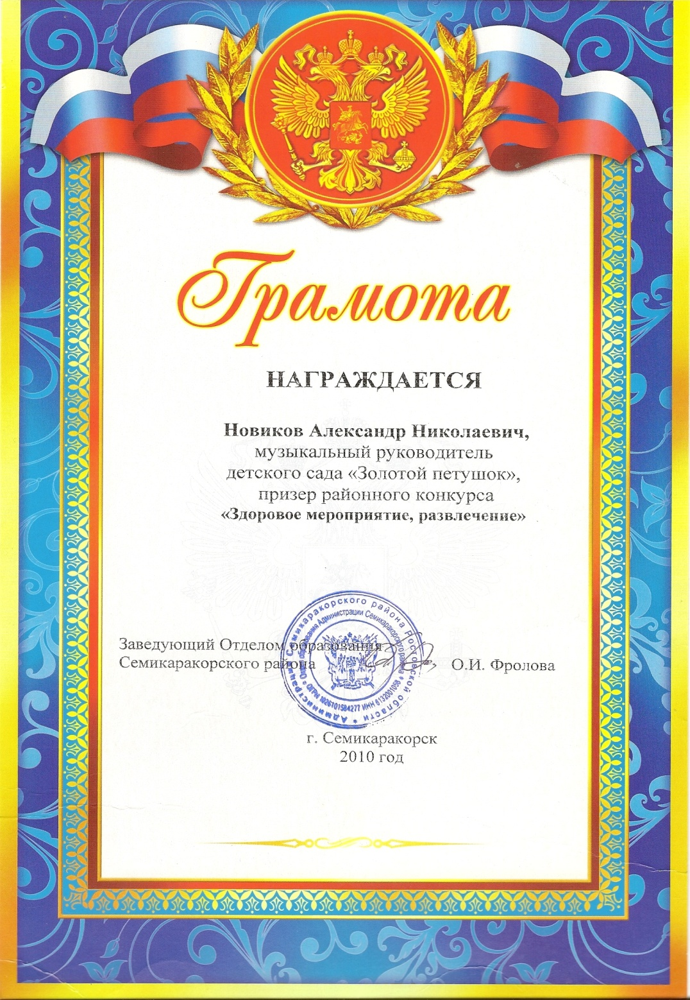 Грамота
НАГРАЖДАЕТСЯ
Новиков Александр Николаевич,
музыкальный руководитель
детского сада «Золотой петушок»,
призер районного конкурса
«Здоровое мероприятие, развлечение»
Заведующий Отделом образования
Семикаракорского района О.И. Фролова
Администрация Семикаракорского района Ростовской области *
Отдел образования Администрации Семикаракорского района *
ОГРН 1026101584277 ИНН 6132001058
г. Семикаракорск
2010 год